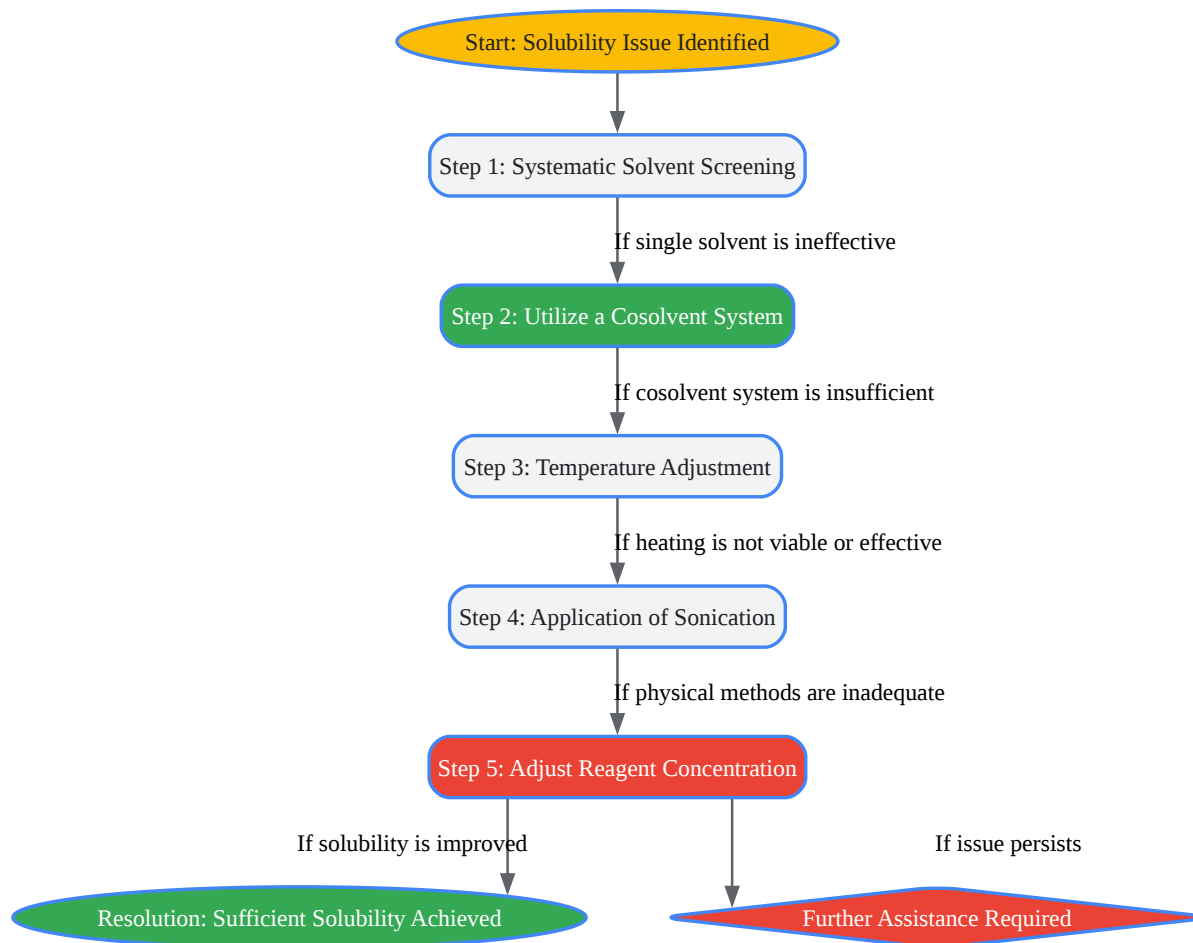 Start: Solubility Issue Identified
Step 1: Systematic Solvent Screening
If single solvent is ineffective
Step 2: Utilize a Cosolvent System
If cosolvent system is insufficient
Step 3: Temperature Adjustment
If heating is not viable or effective
Step 4: Application of Sonication
If physical methods are inadequate
Step 5: Adjust Reagent Concentration
If solubility is improved
If issue persists
Resolution: Sufficient Solubility Achieved
Further Assistance Required